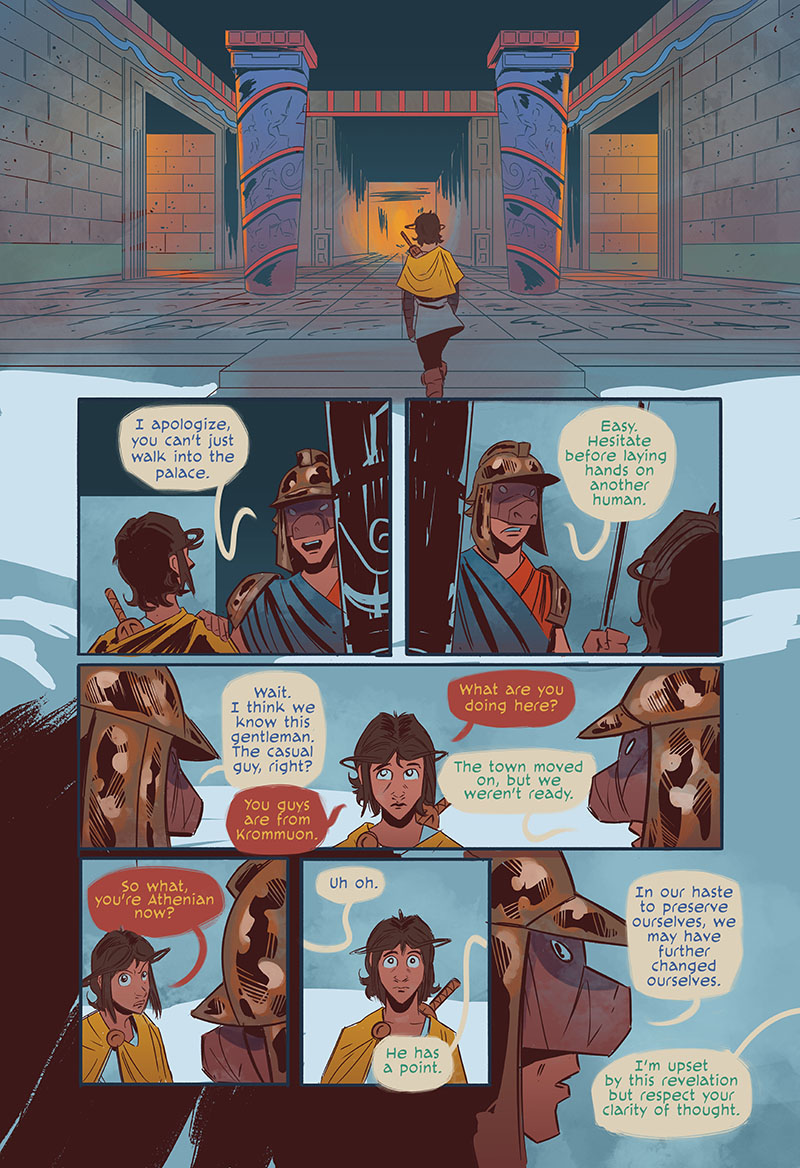 I apologize,
you can't just
walk into the
palace.
Easy.
Hesitate
before laying
hands on
another
human.
Wait.
I think we
know this
gentleman.
The casual
guy, right?
You guys
are from
Krommuon.
What are you
doing here?
The town moved
on, but we
weren't ready.
So what,
you're Athenian
now?
Uh oh.
He has
a point.
In our haste
to preserve
ourselves, we
may have
further
changed
ourselves.
I'm upset
by this revelation
but respect your
clarity of thought.